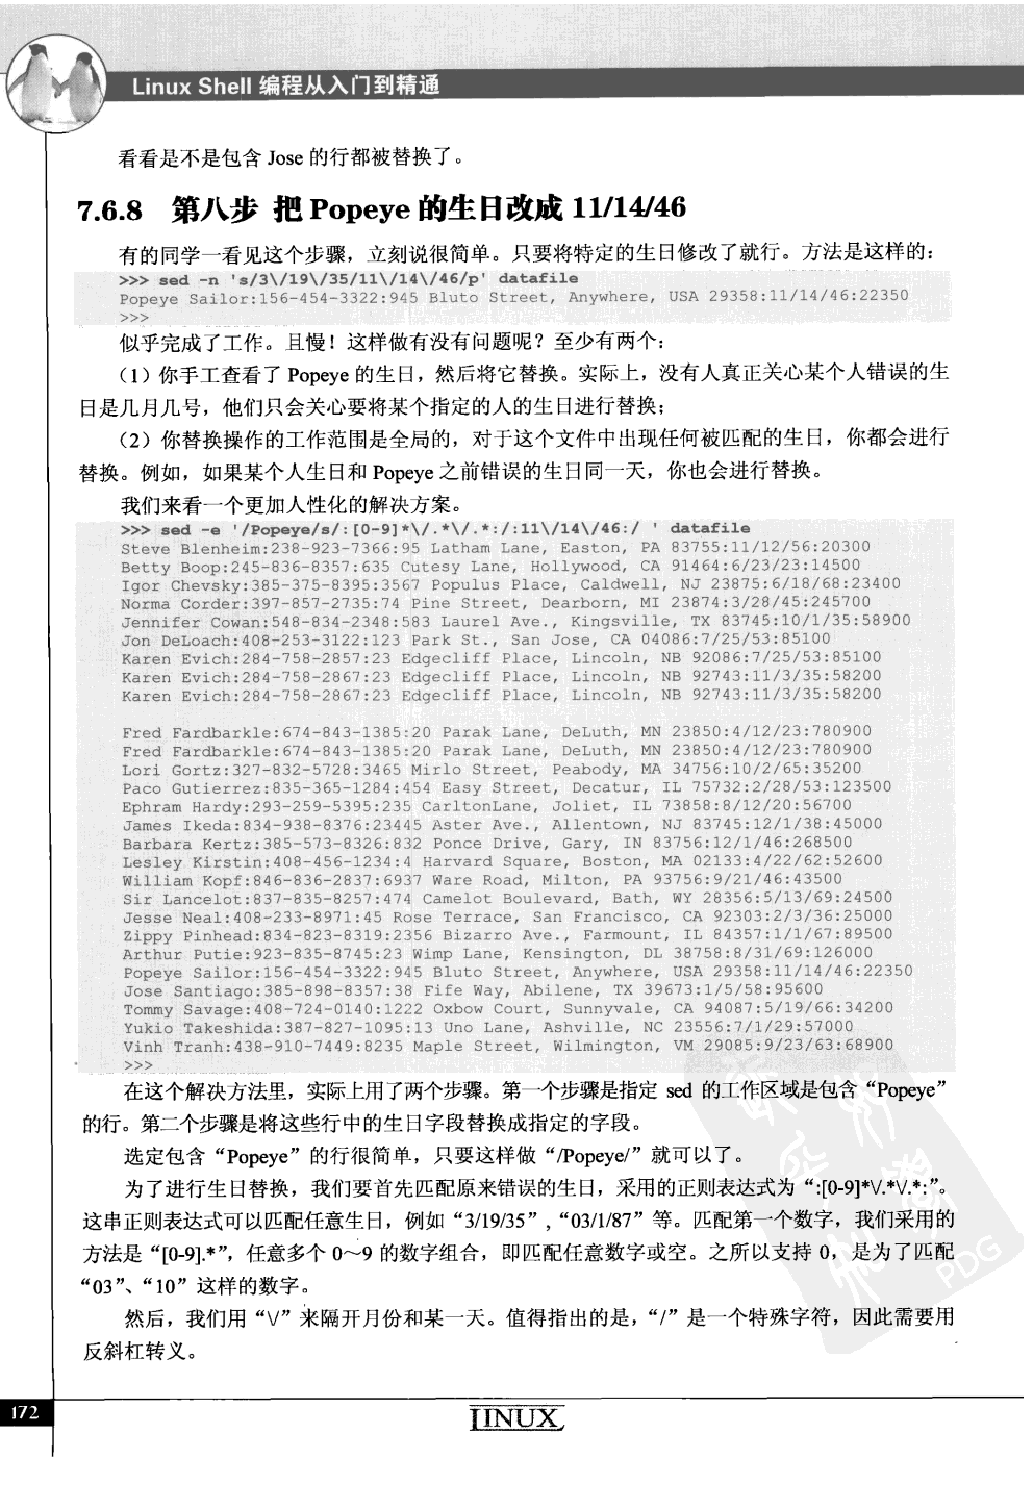 Linux Shell 编程从入门到精通
看看是不是包含 Jose 的行都被替换了。
7.6.8 第八步 把 Popeye 的生日改成 11/14/46
有的同学一看见这个步骤，立刻说很简单。只要将特定的生日修改了就行。方法是这样的：
>>> sed -n 's/3\/19\/35/11\/14\/46/p' datafile
Popeye Sailor:156-454-3322:945 Bluto Street, Anywhere, USA 29358:11/14/46:22350
>>>
似乎完成了工作。且慢！这样做有没有问题呢？至少有两个：
（1）你手工查看了 Popeye 的生日，然后将它替换。实际上，没有人真正关心某个人错误的生
日是几月几号，他们只会关心要将某个指定的人的生日进行替换；
（2）你替换操作的工作范围是全局的，对于这个文件中出现任何被匹配的生日，你都会进行
替换。例如，如果某个人生日和 Popeye 之前错误的生日同一天，你也会进行替换。
我们来看一个更加人性化的解决方案。
>>> sed -e '/Popeye/s/:[0-9]*\/.*\/.*:/:11\/14\/46:/ ' datafile
Steve Blenheim:238-923-7366:95 Latham Lane, Easton, PA 83755:11/12/56:20300
Betty Boop:245-836-8357:635 Cutesy Lane, Hollywood, CA 91464:6/23/23:14500
Igor Chevsky:385-375-8395:3567 Populus Place, Caldwell, NJ 23875:6/18/68:23400
Norma Corder:397-857-2735:74 Pine Street, Dearborn, MI 23874:3/28/45:245700
Jennifer Cowan:548-834-2348:583 Laurel Ave., Kingsville, TX 83745:10/1/35:58900
Jon DeLoach:408-253-3122:123 Park St., San Jose, CA 04086:7/25/53:85100
Karen Evich:284-758-2857:23 Edgecliff Place, Lincoln, NB 92086:7/25/53:85100
Karen Evich:284-758-2867:23 Edgecliff Place, Lincoln, NB 92743:11/3/35:58200
Karen Evich:284-758-2867:23 Edgecliff Place, Lincoln, NB 92743:11/3/35:58200
Fred Fardbarkle:674-843-1385:20 Parak Lane, DeLuth, MN 23850:4/12/23:780900
Fred Fardbarkle:674-843-1385:20 Parak Lane, DeLuth, MN 23850:4/12/23:780900
Lori Gortz:327-832-5728:3465 Mirlo Street, Peabody, MA 34756:10/2/65:35200
Paco Gutierrez:835-365-1284:454 Easy Street, Decatur, IL 75732:2/28/53:123500
Ephram Hardy:293-259-5395:235 CarltonLane, Joliet, IL 73858:8/12/20:56700
James Ikeda:834-938-8376:23445 Aster Ave., Allentown, NJ 83745:12/1/38:45000
Barbara Kertz:385-573-8326:832 Ponce Drive, Gary, IN 83756:12/1/46:268500
Lesley Kirstin:408-456-1234:4 Harvard Square, Boston, MA 02133:4/22/62:52600
William Kopf:846-836-2837:6937 Ware Road, Milton, PA 93756:9/21/46:43500
Sir Lancelot:837-835-8257:474 Camelot Boulevard, Bath, WY 28356:5/13/69:24500
Jesse Neal:408-233-8971:45 Rose Terrace, San Francisco, CA 92303:2/3/36:25000
Zippy Pinhead:834-823-8319:2356 Bizarro Ave., Farmount, IL 84357:1/1/67:89500
Arthur Putie:923-835-8745:23 Wimp Lane, Kensington, DL 38758:8/31/69:126000
Popeye Sailor:156-454-3322:945 Bluto Street, Anywhere, USA 29358:11/14/46:22350
Jose Santiago:385-898-8357:38 Fife Way, Abilene, TX 39673:1/5/58:95600
Tommy Savage:408-724-0140:1222 Oxbow Court, Sunnyvale, CA 94087:5/19/66:34200
Yukio Takeshida:387-827-1095:13 Uno Lane, Ashville, NC 23556:7/1/29:57000
Vinh Tranh:438-910-7449:8235 Maple Street, Wilmington, VM 29085:9/23/63:68900
>>>
在这个解决方法里，实际上用了两个步骤。第一个步骤是指定 sed 的工作区域是包含“Popeye”
的行。第二个步骤是将这些行中的生日字段替换成指定的字段。
选定包含“Popeye”的行很简单，只要这样做“/Popeye/”就可以了。
为了进行生日替换，我们要首先匹配原来错误的生日，采用的正则表达式为“:[0-9]*\/.*\/.*:”。
这串正则表达式可以匹配任意生日，例如“3/19/35”,“03/1/87”等。匹配第一个数字，我们采用的
方法是“[0-9].*”，任意多个 0～9 的数字组合，即匹配任意数字或空。之所以支持 0，是为了匹配
“03”、“10”这样的数字。
然后，我们用“\/”来隔开月份和某一天。值得指出的是，“/”是一个特殊字符，因此需要用
反斜杠转义。
PDG
172
LINUX